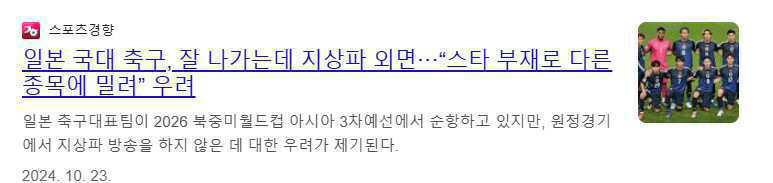 스포츠경향
일본 국대 축구, 잘 나가는데 지상파 외면…“스타 부재로 다른
종목에 밀려” 우려
일본 축구대표팀이 2026 북중미월드컵 아시아 3차예선에서 순항하고 있지만, 원정경기
에서 지상파 방송을 하지 않은 데 대한 우려가 제기된다.
2024. 10. 23.